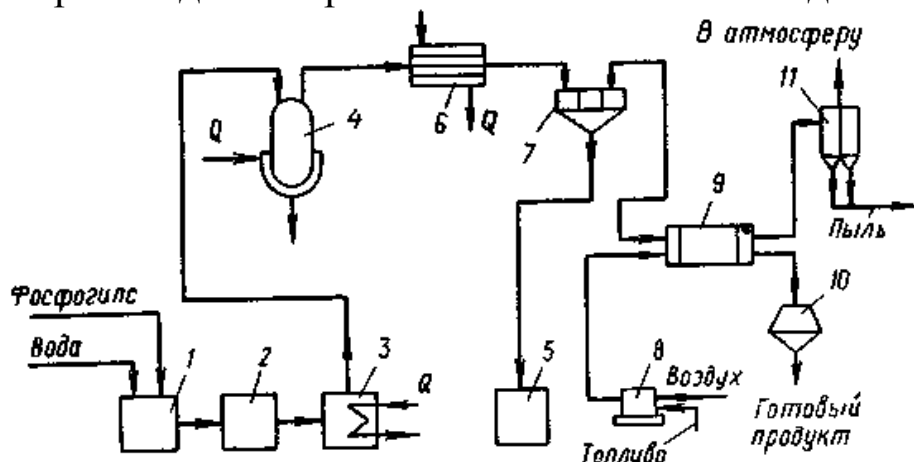 В атмосферу
11
4
Q
6
Q
7
9
Пыль
10
Фосфогипс
Вода
1
2
3
Q
5
8
Воздух
Топливо
Готовый
продукт